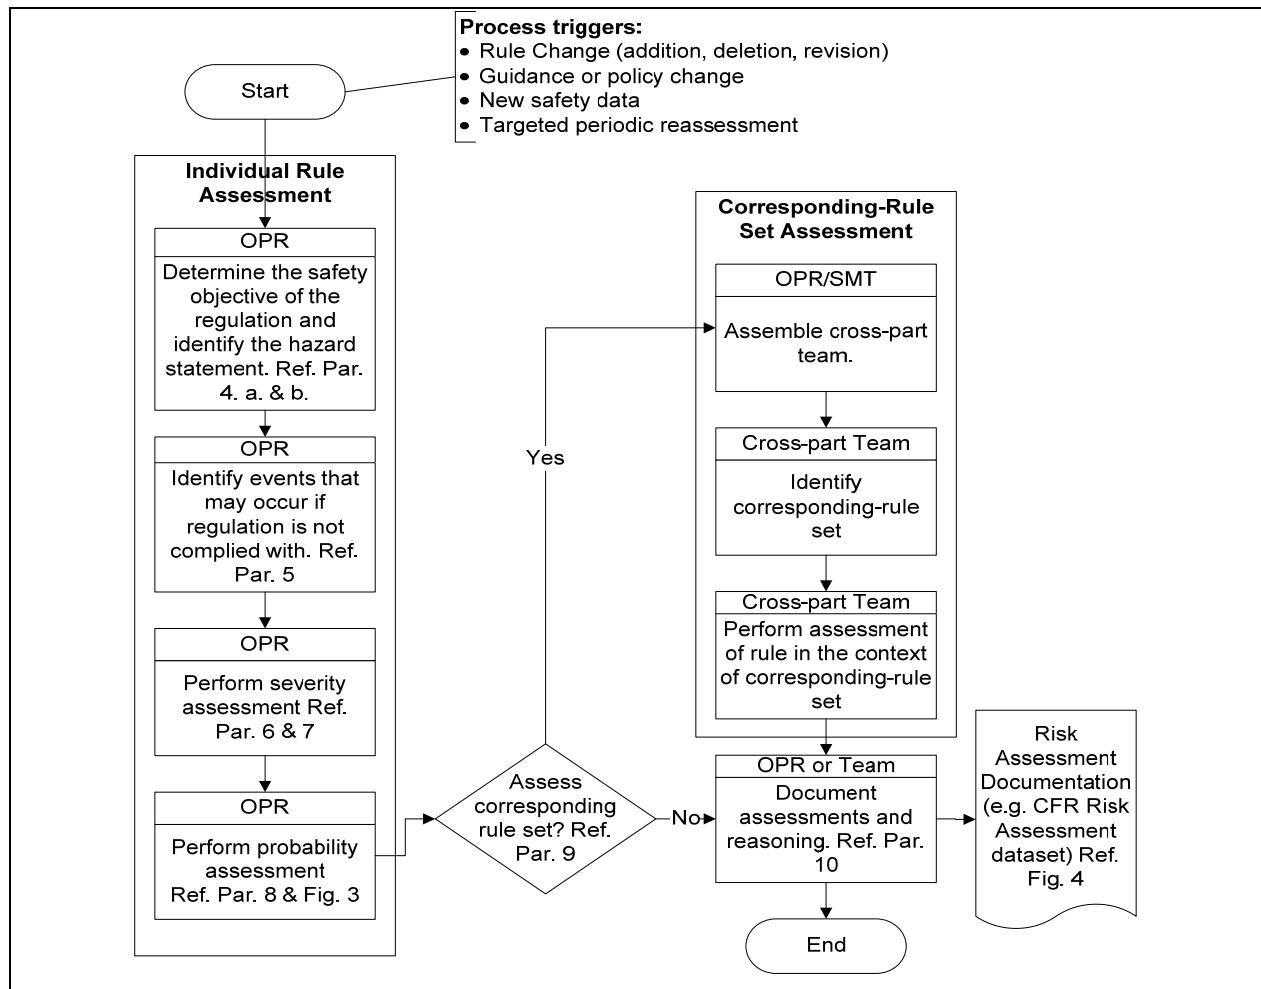 Process triggers:
• Rule Change (addition, deletion, revision)
• Guidance or policy change
• New safety data
• Targeted periodic reassessment
Start
Individual Rule
Assessment
OPR
Determine the safety
objective of the
regulation and
identify the hazard
statement. Ref. Par.
4. a. & b.
OPR
Identify events that
may occur if
regulation is not
complied with. Ref.
Par. 5
OPR
Perform severity
assessment Ref.
Par. 6 & 7
OPR
Perform probability
assessment
Ref. Par. 8 & Fig. 3
Assess
corresponding
rule set? Ref.
Par. 9
Yes
No
Corresponding-Rule
Set Assessment
OPR/SMT
Assemble cross-part
team.
Cross-part Team
Identify
corresponding-rule
set
Cross-part Team
Perform assessment
of rule in the context
of corresponding-rule
set
OPR or Team
Document
assessments and
reasoning. Ref. Par.
10
End
Risk
Assessment
Documentation
(e.g. CFR Risk
Assessment
dataset) Ref.
Fig. 4